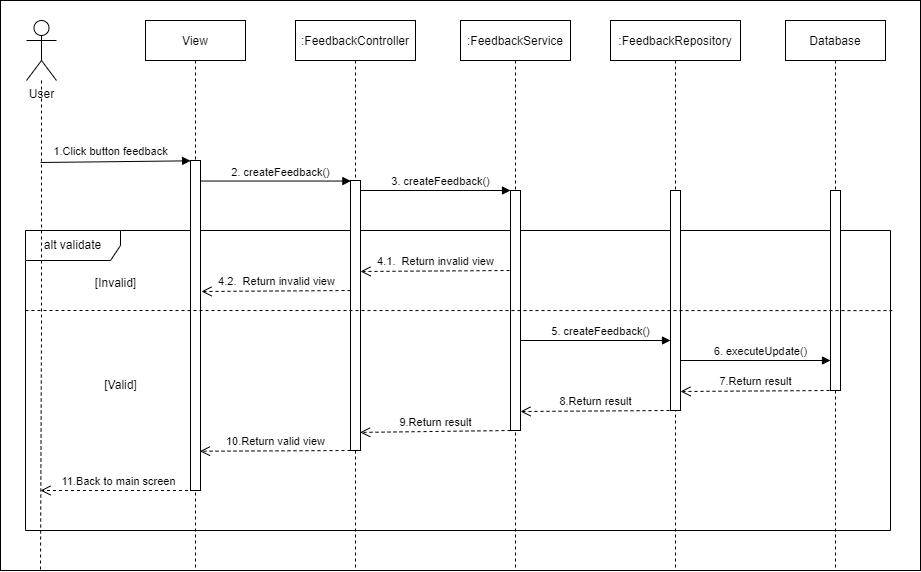 View
:FeedbackController
:FeedbackService
:FeedbackRepository
Database
User
1.Click button feedback
2. createFeedback()
3. createFeedback()
alt validate
4.1. Return invalid view
[Invalid]
4.2. Return invalid view
5. createFeedback()
6. executeUpdate()
[Valid]
7.Return result
8.Return result
9.Return result
10.Return valid view
11.Back to main screen